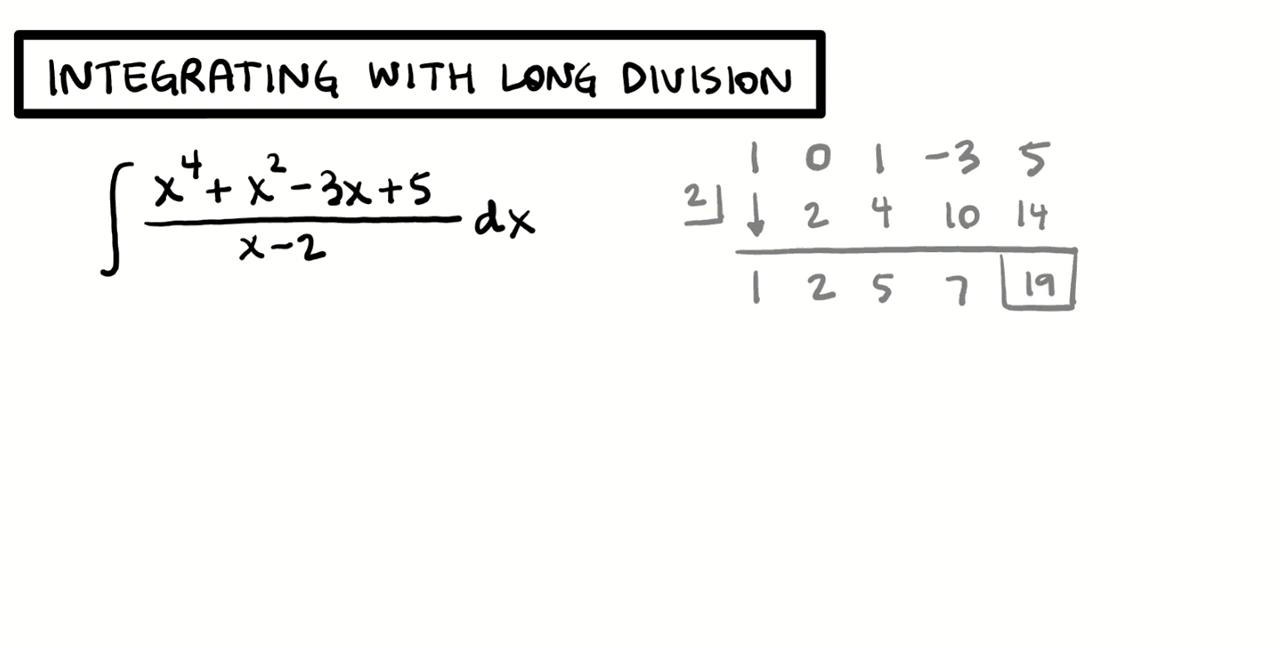 INTEGRATING WITH LONG DIVISION
∫ (x⁴ + x² - 3x + 5)/(x - 2) dx
1 0 1 -3 5
2 ↓ 2 4 10 14
1 2 5 7 19